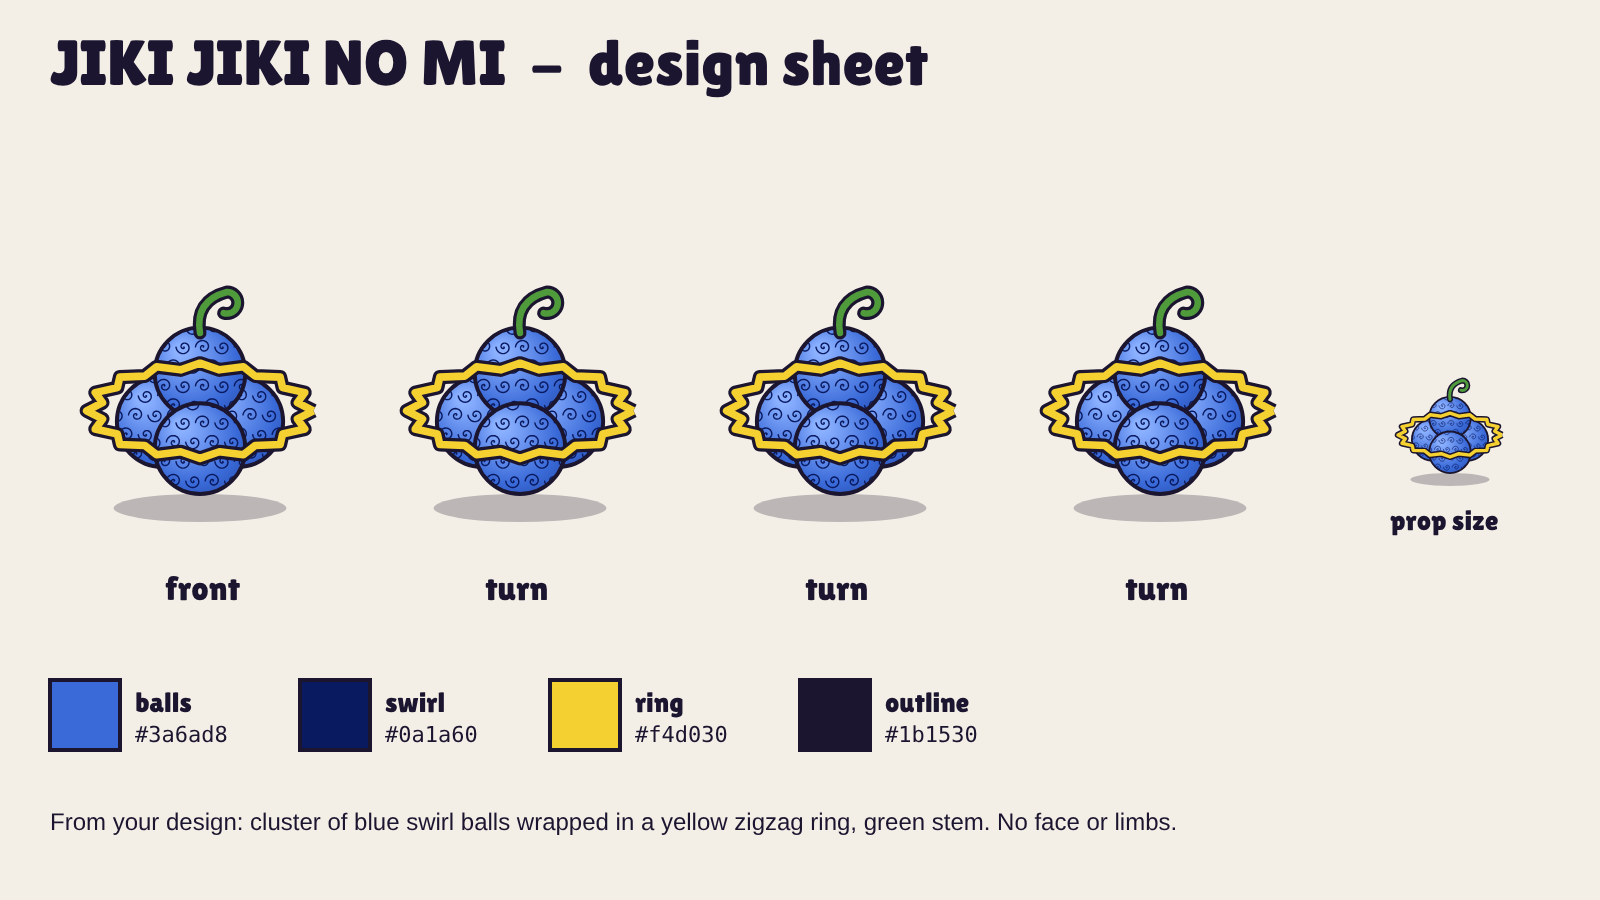 JIKI JIKI NO MI – design sheet
prop size
front
turn
turn
turn
balls
#3a6ad8
swirl
#0a1a60
ring
#f4d030
outline
#1b1530
From your design: cluster of blue swirl balls wrapped in a yellow zigzag ring, green stem. No face or limbs.